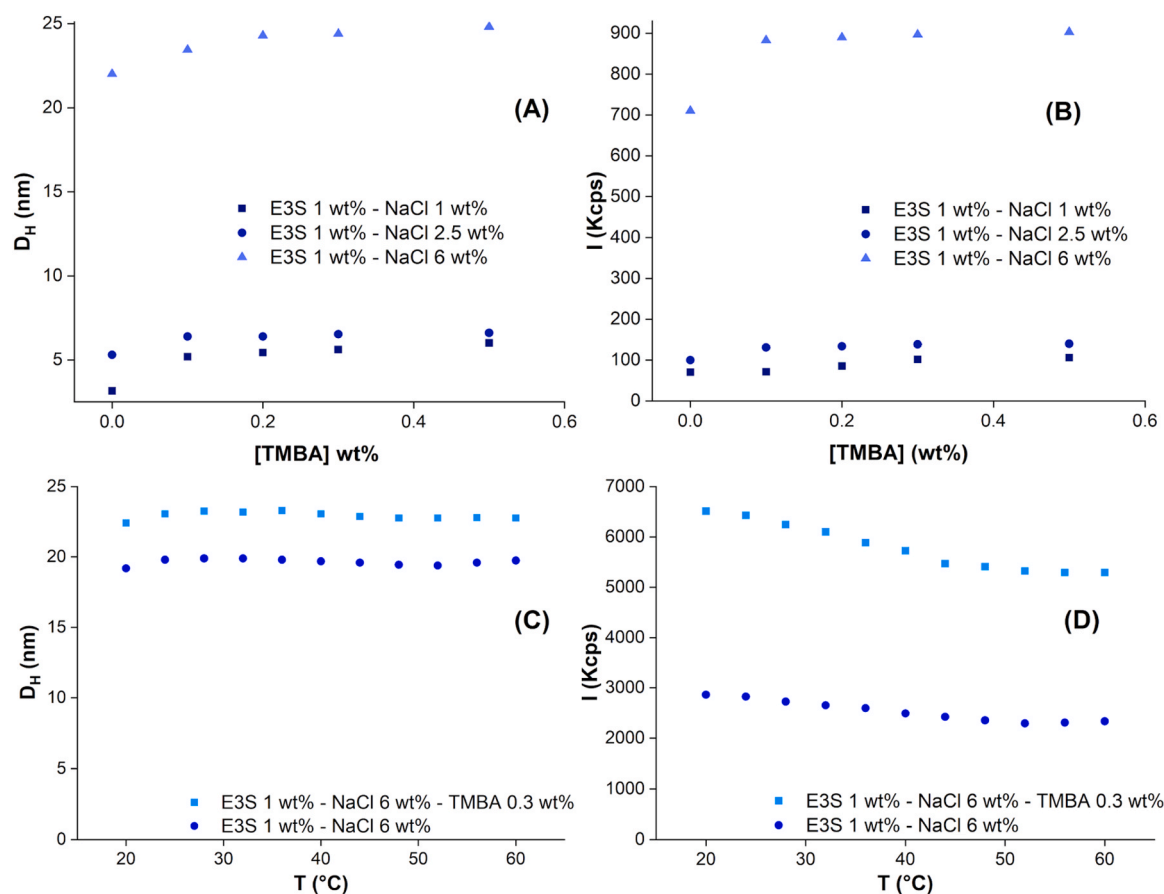 25
20
15
10
5
D_H (nm)
(A)
E3S 1 wt% - NaCl 1 wt%
E3S 1 wt% - NaCl 2.5 wt%
E3S 1 wt% - NaCl 6 wt%
0.0
0.2
0.4
0.6
[TMBA] wt%
900
800
700
600
500
400
300
200
100
0
I (Kcps)
(B)
E3S 1 wt% - NaCl 1 wt%
E3S 1 wt% - NaCl 2.5 wt%
E3S 1 wt% - NaCl 6 wt%
0.0
0.2
0.4
0.6
[TMBA] (wt%)
25
20
15
10
5
0
D_H (nm)
(C)
E3S 1 wt% - NaCl 6 wt% - TMBA 0.3 wt%
E3S 1 wt% - NaCl 6 wt%
20
30
40
50
60
T (°C)
7000
6000
5000
4000
3000
2000
1000
0
I (Kcps)
(D)
E3S 1 wt% - NaCl 6 wt% - TMBA 0.3 wt%
E3S 1 wt% - NaCl 6 wt%
20
30
40
50
60
T (°C)